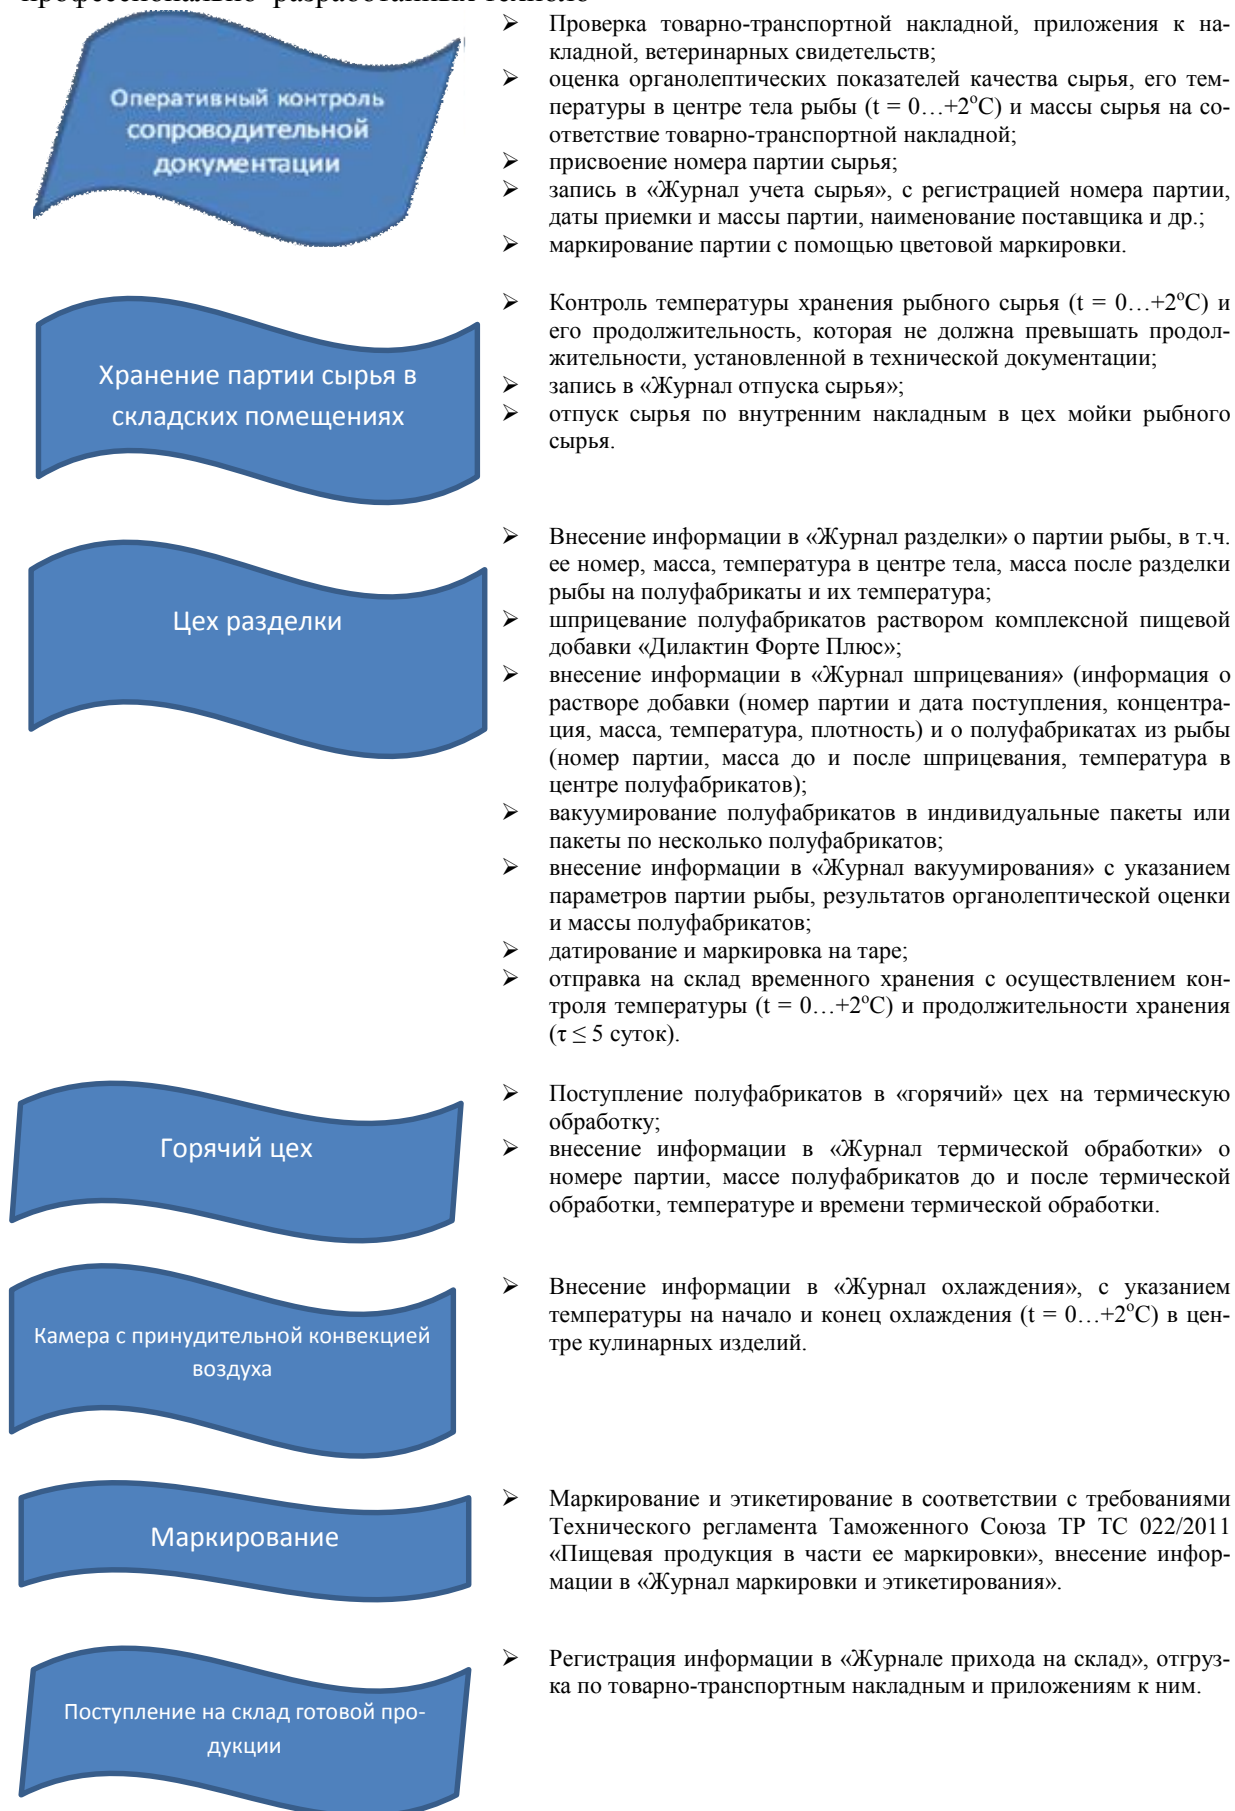 профессионально разработанных техноло-
Оперативный контроль
сопроводительной
документации
➢ Проверка товарно-транспортной накладной, приложения к на-
кладной, ветеринарных свидетельств;
➢ оценка органолептических показателей качества сырья, его тем-
пературы в центре тела рыбы (t = 0…+2°С) и массы сырья на со-
ответствие товарно-транспортной накладной;
➢ присвоение номера партии сырья;
➢ запись в «Журнал учета сырья», с регистрацией номера партии,
даты приемки и массы партии, наименование поставщика и др.;
➢ маркирование партии с помощью цветовой маркировки.
Хранение партии сырья в
складских помещениях
➢ Контроль температуры хранения рыбного сырья (t = 0…+2°С) и
его продолжительность, которая не должна превышать продол-
жительности, установленной в технической документации;
➢ запись в «Журнал отпуска сырья»;
➢ отпуск сырья по внутренним накладным в цех мойки рыбного
сырья.
Цех разделки
➢ Внесение информации в «Журнал разделки» о партии рыбы, в т.ч.
ее номер, масса, температура в центре тела, масса после разделки
рыбы на полуфабрикаты и их температура;
➢ шприцевание полуфабрикатов раствором комплексной пищевой
добавки «Дилактин Форте Плюс»;
➢ внесение информации в «Журнал шприцевания» (информация о
растворе добавки (номер партии и дата поступления, концентра-
ция, масса, температура, плотность) и о полуфабрикатах из рыбы
(номер партии, масса до и после шприцевания, температура в
центре полуфабрикатов);
➢ вакуумирование полуфабрикатов в индивидуальные пакеты или
пакеты по несколько полуфабрикатов;
➢ внесение информации в «Журнал вакуумирования» с указанием
параметров партии рыбы, результатов органолептической оценки
и массы полуфабрикатов;
➢ датирование и маркировка на таре;
➢ отправка на склад временного хранения с осуществлением кон-
троля температуры (t = 0…+2°С) и продолжительности хранения
(τ ≤ 5 суток).
Горячий цех
➢ Поступление полуфабрикатов в «горячий» цех на термическую
обработку;
➢ внесение информации в «Журнал термической обработки» о
номере партии, массе полуфабрикатов до и после термической
обработки, температуре и времени термической обработки.
Камера с принудительной конвекцией
воздуха
➢ Внесение информации в «Журнал охлаждения», с указанием
температуры на начало и конец охлаждения (t = 0…+2°С) в цен-
тре кулинарных изделий.
Маркирование
➢ Маркирование и этикетирование в соответствии с требованиями
Технического регламента Таможенного Союза ТР ТС 022/2011
«Пищевая продукция в части ее маркировки», внесение инфор-
мации в «Журнал маркировки и этикетирования».
Поступление на склад готовой про-
дукции
➢ Регистрация информации в «Журнале прихода на склад», отгруз-
ка по товарно-транспортным накладным и приложениям к ним.